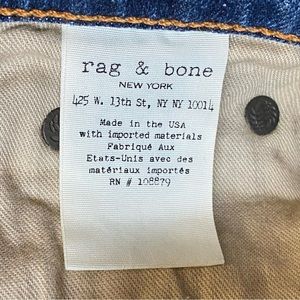 rag & bone
NEW YORK
425 W. 13th St, NY NY 10014
Made in the USA
with imported materials
Fabriqué Aux
Etats-Unis avec des
matériaux importés
RN # 108879